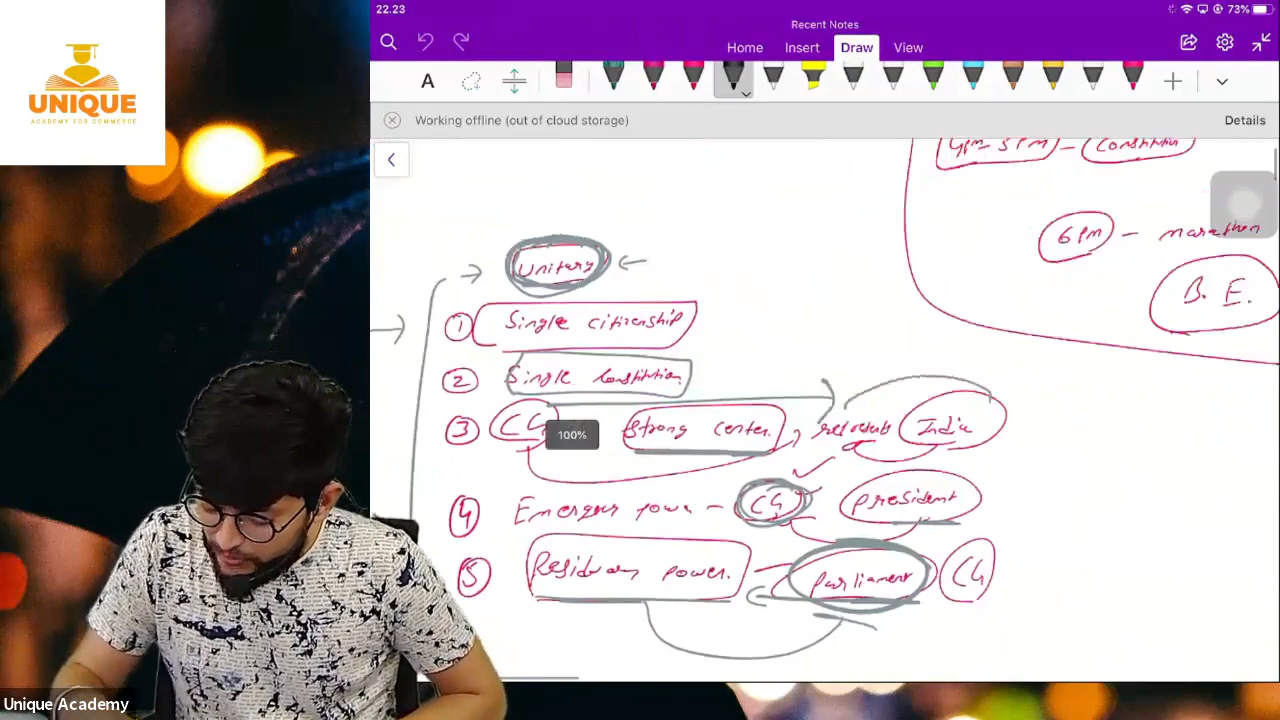 UNIQUE
ACADEMY FOR COMMERCE
22.23
73%
Recent Notes
Home Insert Draw View
A
Working offline (out of cloud storage)
Details
4pm-5pm - Constitution
6pm - marathon
B. E.
Unitary
① Single citizenship
② Single Constitution
③ CG Strong center. India
100%
④ power - CG President
⑤ Residuary power. - Parliament CG
Unique Academy